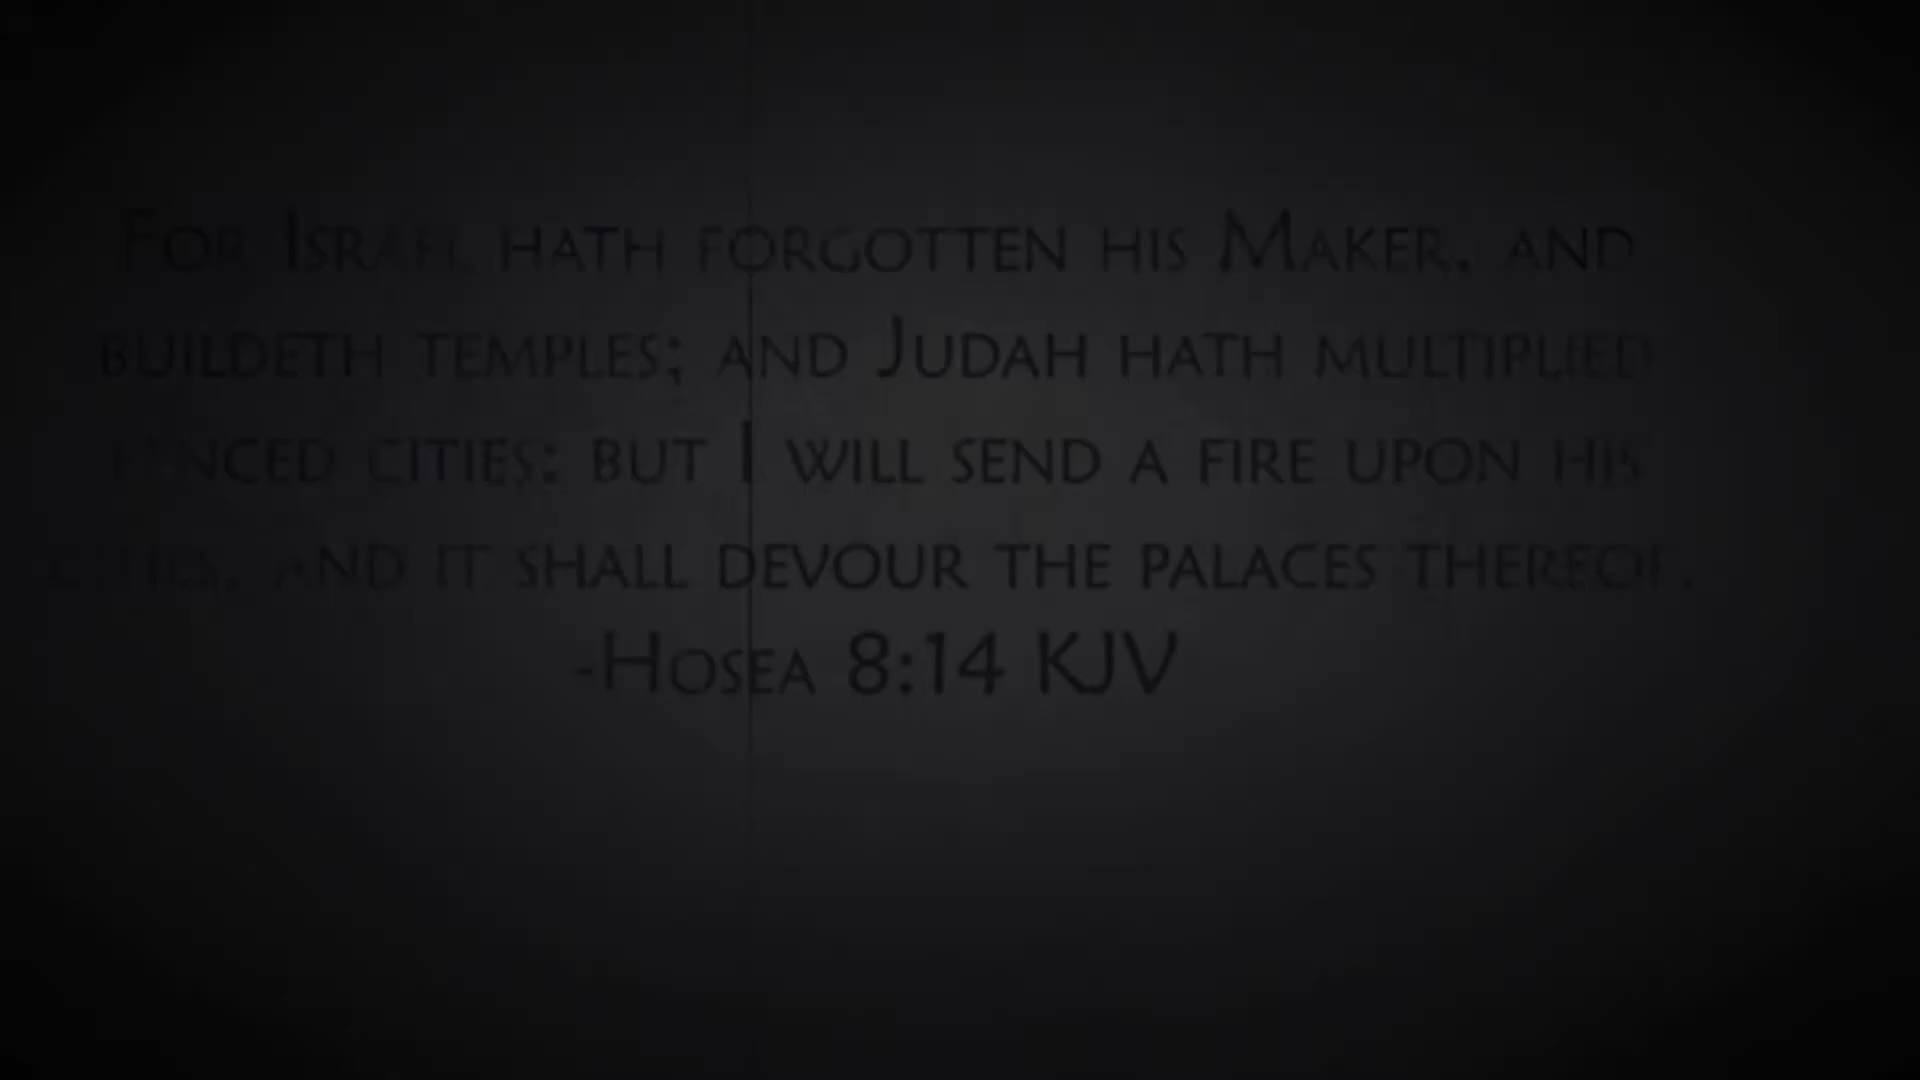 For Israel hath forgotten his Maker, and
buildeth temples; and Judah hath multiplied
fenced cities: but I will send a fire upon his
cities, and it shall devour the palaces thereof.
-Hosea 8:14 KJV